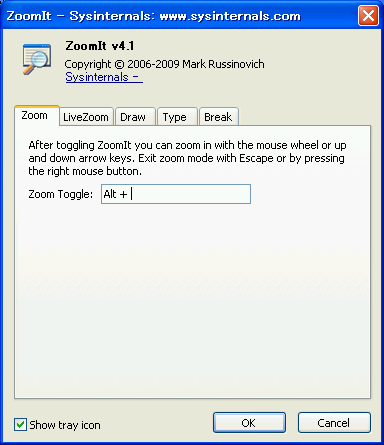 ZoomIt - Sysinternals: www.sysinternals.com
ZoomIt v4.1
Copyright © 2006-2009 Mark Russinovich
Sysinternals -
Zoom LiveZoom Draw Type Break
After toggling ZoomIt you can zoom in with the mouse wheel or up
and down arrow keys. Exit zoom mode with Escape or by pressing
the right mouse button.
Zoom Toggle: Alt +
Show tray icon OK Cancel